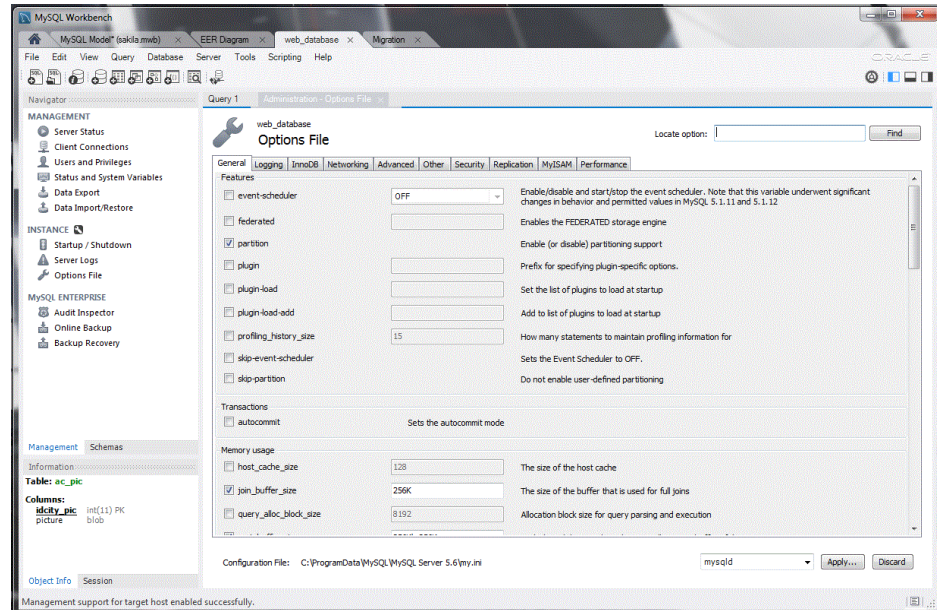 MySQL Workbench
MySQL Model* (sakila.mwb) EER Diagram web_database Migration
File Edit View Query Database Server Tools Scripting Help
ORACLE
Navigator
MANAGEMENT
Server Status
Client Connections
Users and Privileges
Status and System Variables
Data Export
Data Import/Restore
INSTANCE
Startup / Shutdown
Server Logs
Options File
MySQL ENTERPRISE
Audit Inspector
Online Backup
Backup Recovery
Management Schemas
Information
Table: ac_pic
Columns:
idcity_pic int(11) PK
picture blob
Object Info Session
Query 1 Administration - Options File
web_database
Options File
Locate option: Find
General Logging InnoDB Networking Advanced Other Security Replication MyISAM Performance
Features
event-scheduler OFF Enable/disable and start/stop the event scheduler. Note that this variable underwent significant
changes in behavior and permitted values in MySQL 5.1.11 and 5.1.12
federated Enables the FEDERATED storage engine
partition Enable (or disable) partitioning support
plugin Prefix for specifying plugin-specific options.
plugin-load Set the list of plugins to load at startup
plugin-load-add Add to list of plugins to load at startup
profiling_history_size 15 How many statements to maintain profiling information for
skip-event-scheduler Sets the Event Scheduler to OFF.
skip-partition Do not enable user-defined partitioning
Transactions
autocommit Sets the autocommit mode
Memory usage
host_cache_size 128 The size of the host cache
join_buffer_size 256K The size of the buffer that is used for full joins
query_alloc_block_size 8192 Allocation block size for query parsing and execution
Configuration File: C:\ProgramData\MySQL\MySQL Server 5.6\my.ini mysqld Apply... Discard
Management support for target host enabled successfully.